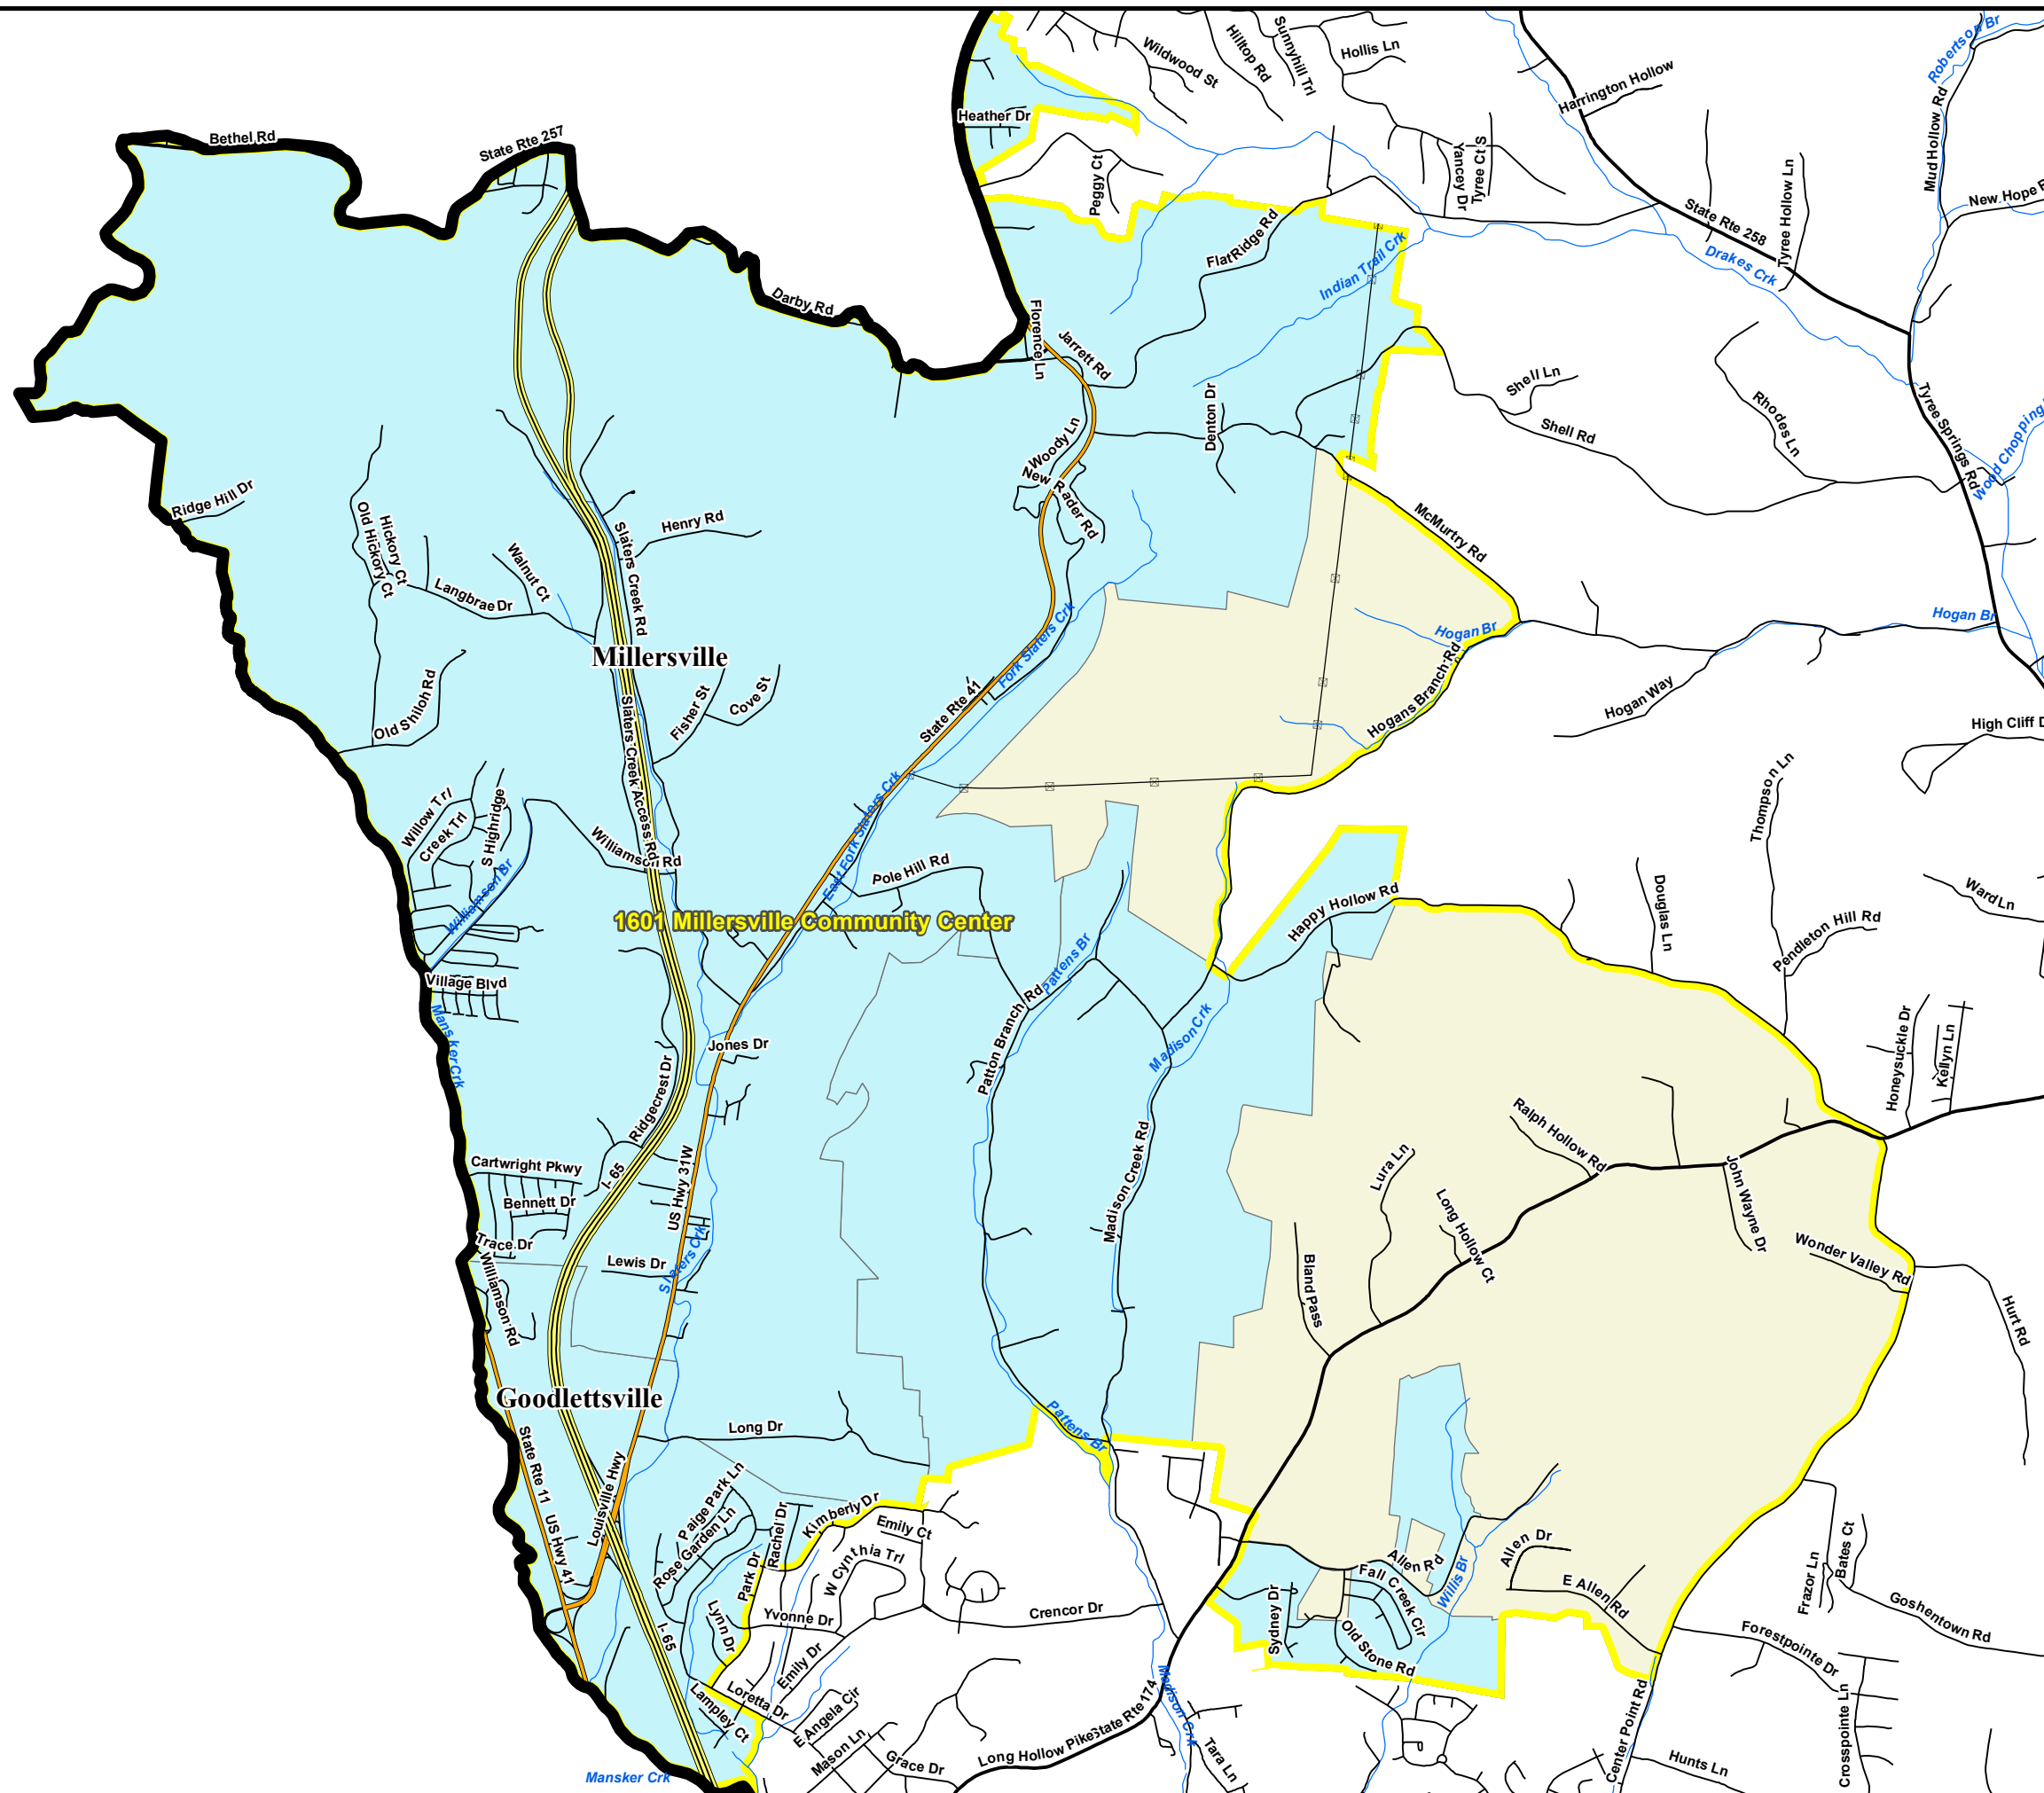 Robertson Br
Wildwood St
Hilltop Rd
Sunnyhill Trl
Hollis Ln
Harrington Hollow
Mud Hollow Rd
Heather Dr
Bethel Rd
State Rte 257
Peggy Ct
Yancey Dr
Tyree Ct S
Tyree Hollow Ln
New Hope
State Rte 258
Drakes Crk
FlatRidge Rd
Indian Trail Crk
Darby Rd
Florence Ln
Jarrett Rd
Shell Ln
Shell Rd
Rhodes Ln
Tyree Springs Rd
Wood Chopping
Denton Dr
Woody Ln
New Rader Rd
Ridge Hill Dr
Hickory Ct
Old Hickory Ct
Henry Rd
Slaters Creek Rd
Walnut Ct
Langbrae Dr
McMurtry Rd
Millersville
Fork Slaters Crk
Hogan Br
Hogan Br
Hogans Branch Rd
Hogan Way
High Cliff
Old Shiloh Rd
Fisher St
Cove St
State Rte 41
Slaters Creek Access Rd
Willow Trl
Creek Trl
S Highridge
Williamson Br
Williamson Rd
East Fork Slaters Crk
Pole Hill Rd
1601 Millersville Community Center
Happy Hollow Rd
Thompson Ln
Douglas Ln
Ward Ln
Pendleton Hill Rd
Village Blvd
Mansker Crk
Pattens Br
Patton Branch Rd
Madison Crk
Jones Dr
Ridgecrest Dr
Honeysuckle Dr
Kellyn Ln
Cartwright Pkwy
Bennett Dr
I- 65
US Hwy 31W
Madison Creek Rd
Ralph Hollow Rd
Lura Ln
Long Hollow Ct
John Wayne Dr
Wonder Valley Rd
Trace Dr
Williamson Rd
Lewis Dr
Slaters Crk
Bland Pass
Hurt Rd
Goodlettsville
Long Dr
Pattens Br
State Rte 11
US Hwy 41
Louisville Hwy
Paige Park Ln
Rose Garden Ln
Rachel Dr
Kimberly Dr
Emily Ct
W Cynthia Trl
Park Dr
Lynn Dr
Yvonne Dr
Crencor Dr
Emily Dr
I- 65
Loretta Dr
Lampley Ct
E Angela Cir
Mason Ln
Grace Dr
Mansker Crk
Long Hollow Pike
State Rte 174
Madison Crk
Tara Ln
Allen Rd
Fall Creek Cir
Willis Br
Allen Dr
E Allen Rd
Sydney Dr
Old Stone Rd
Frazor Ln
Bates Ct
Goshentown Rd
Forestpointe Dr
Crosspointe Ln
Center Point Rd
Hunts Ln